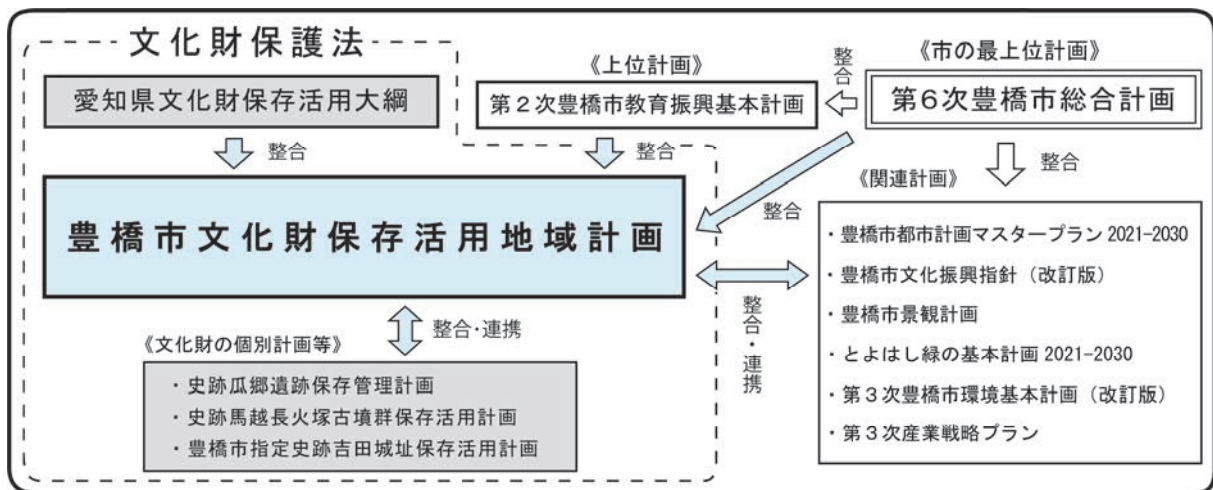 文化財保護法
愛知県文化財保存活用大綱
整合
《上位計画》
第2次豊橋市教育振興基本計画
整合
整合
《市の最上位計画》
第6次豊橋市総合計画
整合
整合
豊橋市文化財保存活用地域計画
整合・連携
整合・連携
《文化財の個別計画等》
・史跡瓜郷遺跡保存管理計画
・史跡馬越長火塚古墳群保存活用計画
・豊橋市指定史跡吉田城址保存活用計画
《関連計画》
・豊橋市都市計画マスタープラン 2021-2030
・豊橋市文化振興指針（改訂版）
・豊橋市景観計画
・とよはし緑の基本計画 2021-2030
・第3次豊橋市環境基本計画（改訂版）
・第3次産業戦略プラン